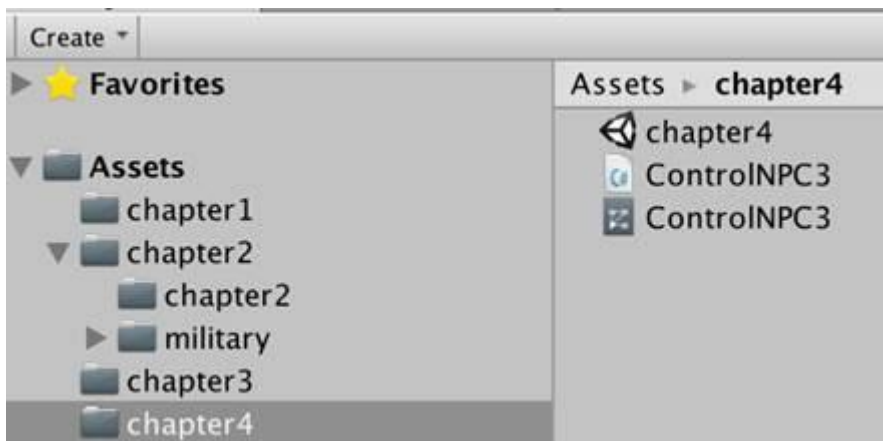 Create
Favorites
Assets
chapter1
chapter2
chapter2
military
chapter3
chapter4
Assets ▸ chapter4
chapter4
ControlNPC3
ControlNPC3